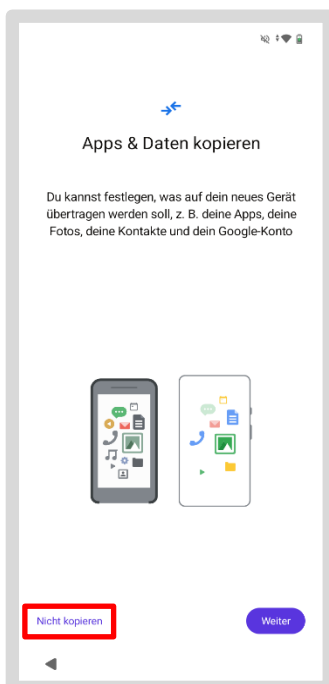 Apps & Daten kopieren
Du kannst festlegen, was auf dein neues Gerät
übertragen werden soll, z. B. deine Apps, deine
Fotos, deine Kontakte und dein Google-Konto
Nicht kopieren
Weiter